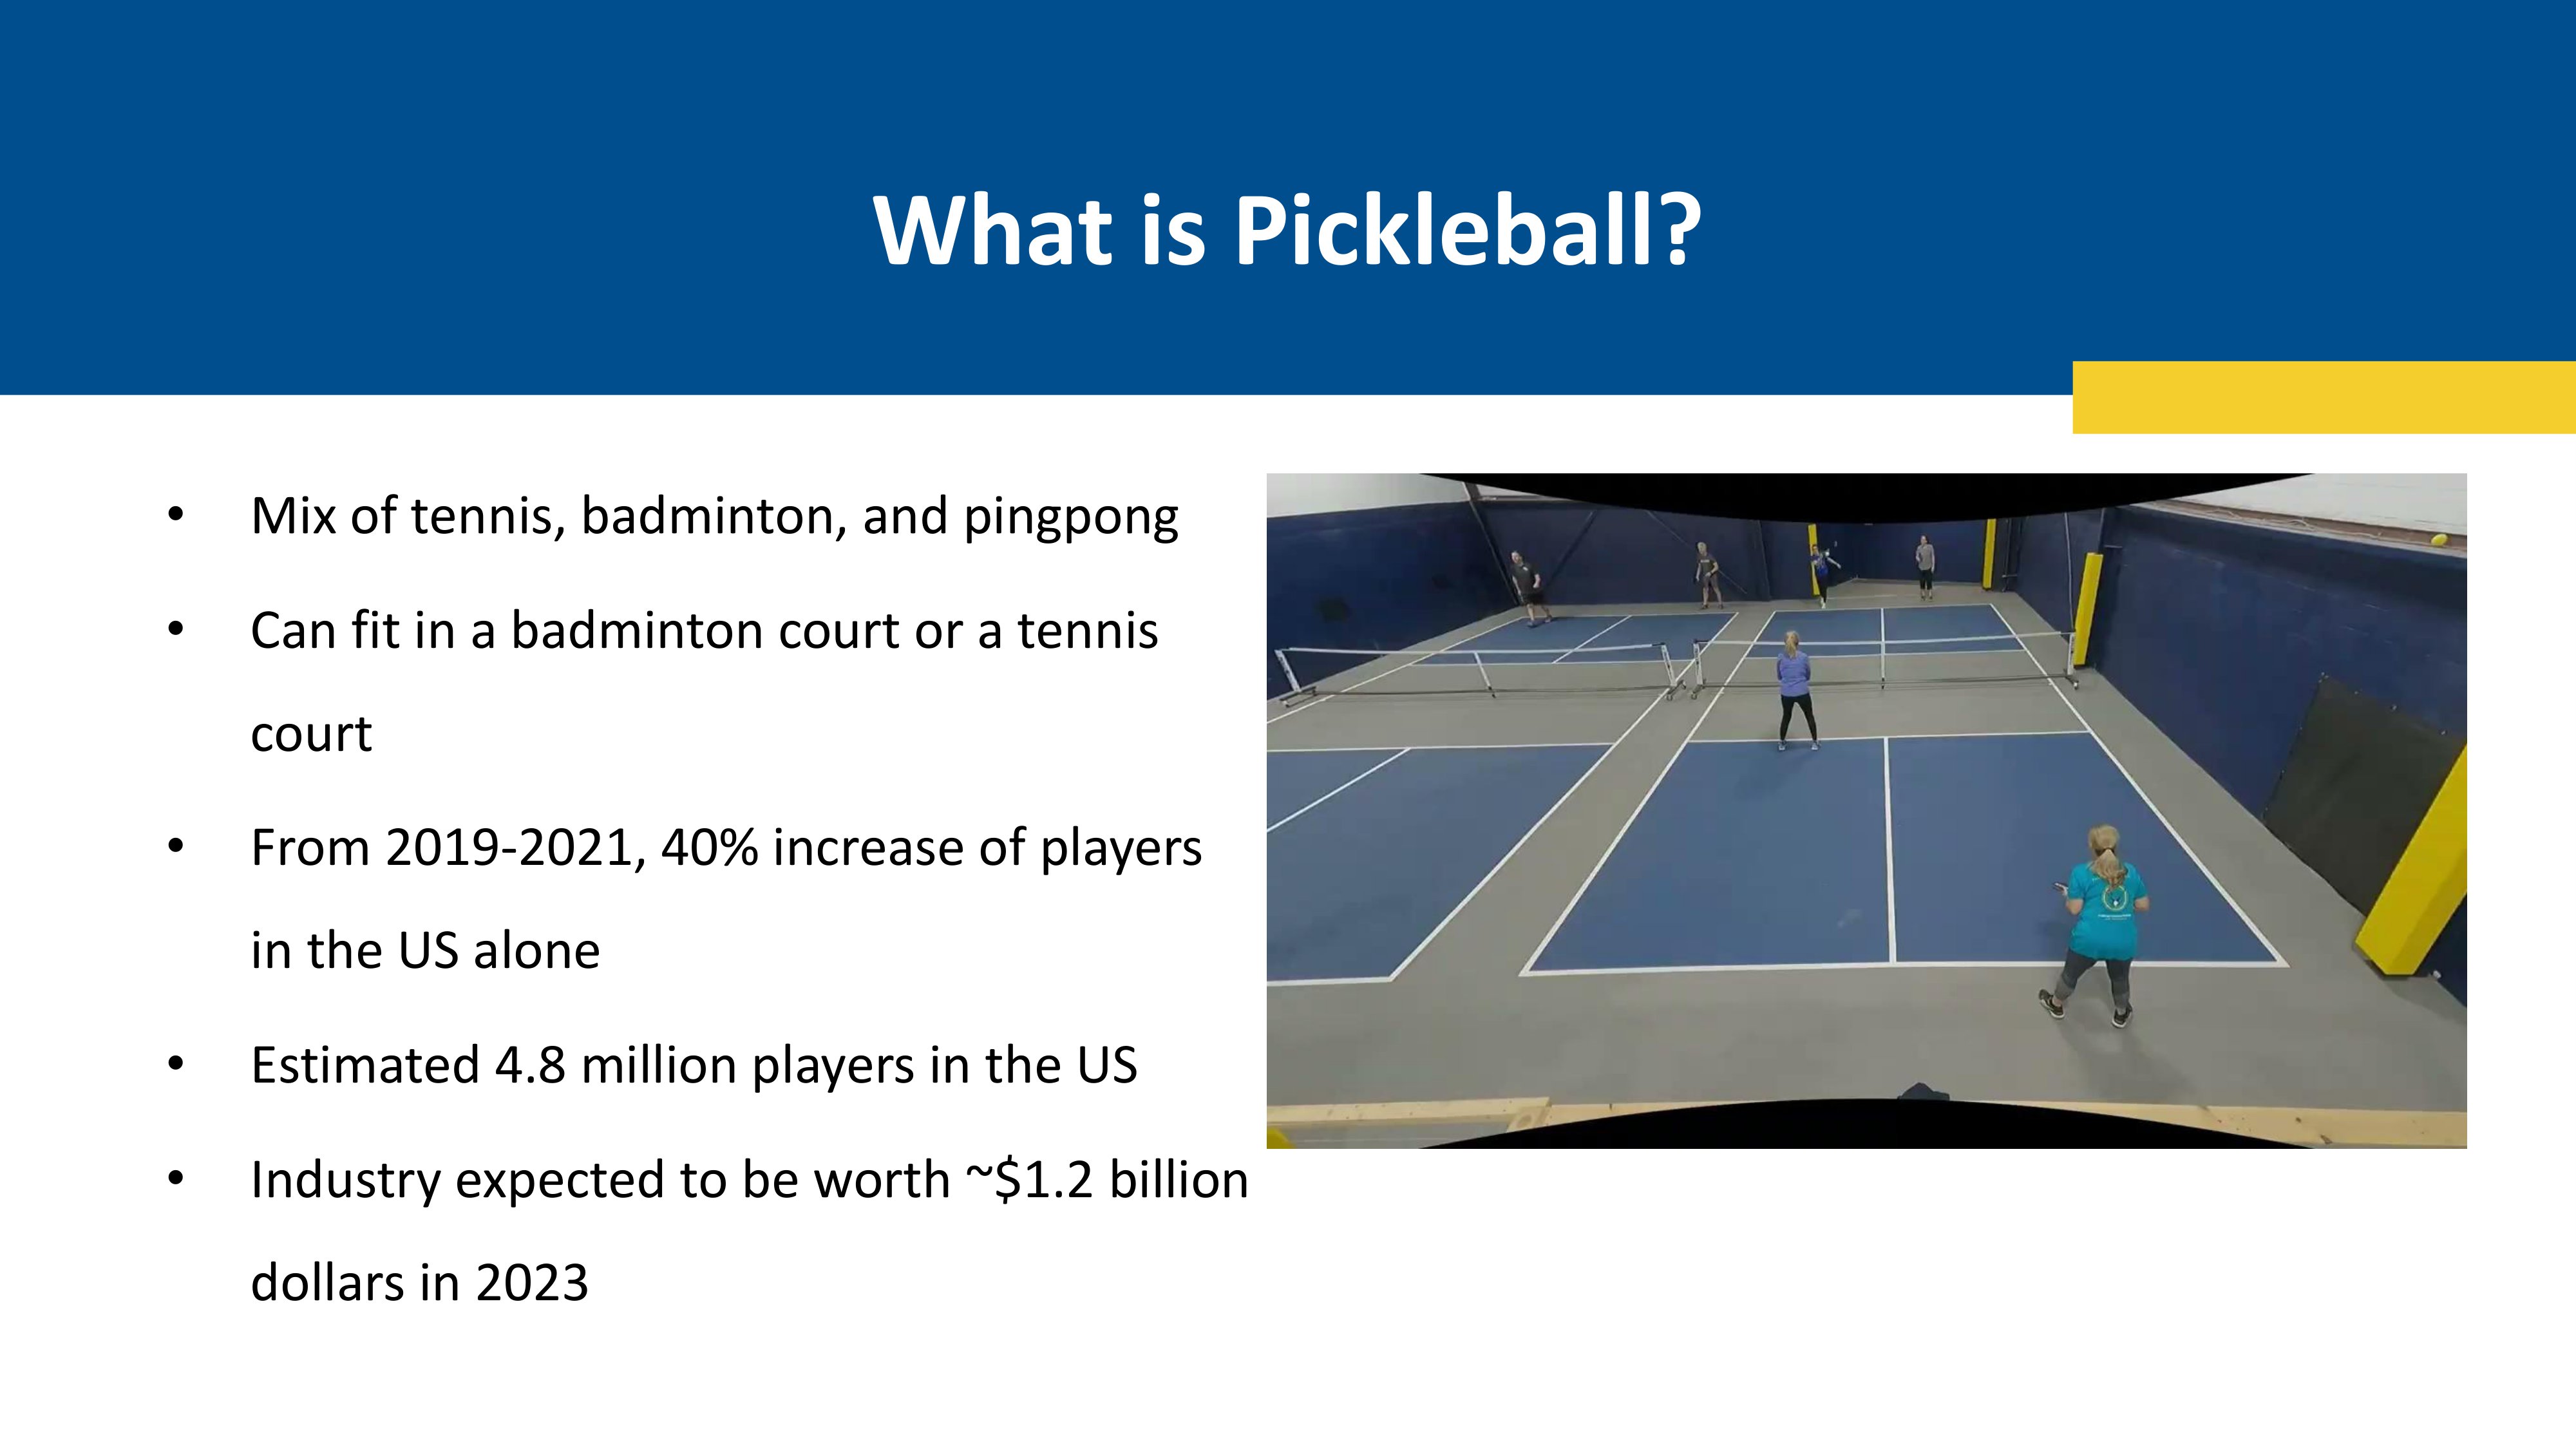 What is Pickleball?
• Mix of tennis, badminton, and pingpong
• Can fit in a badminton court or a tennis
court
• From 2019-2021, 40% increase of players
in the US alone
• Estimated 4.8 million players in the US
• Industry expected to be worth ~$1.2 billion
dollars in 2023